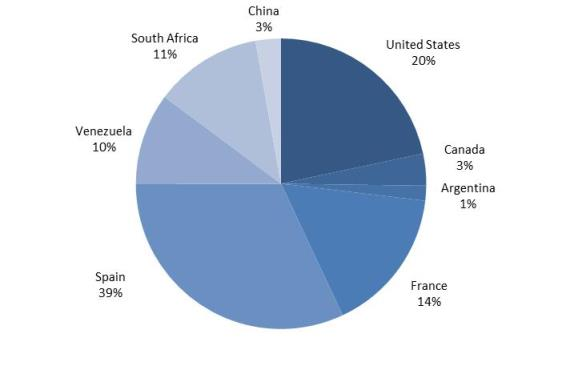 China
3%
United States
20%
Canada
3%
Argentina
1%
France
14%
Spain
39%
Venezuela
10%
South Africa
11%